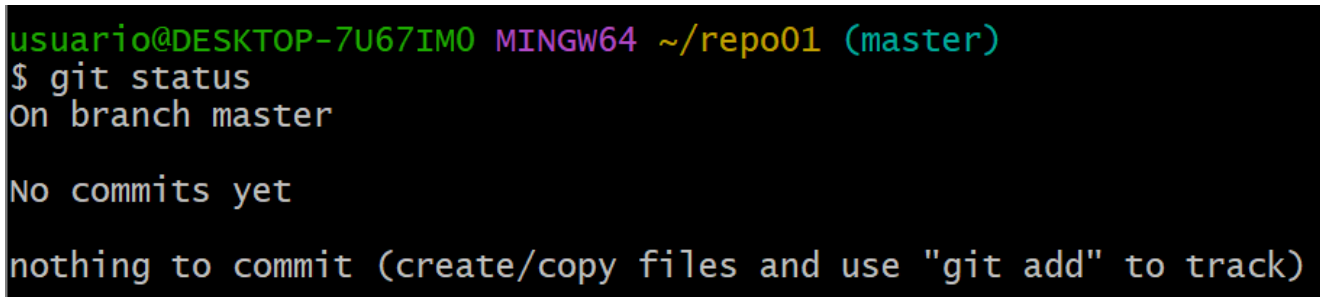 usuario@DESKTOP-7U67IM0 MINGW64 ~/repo01 (master)
$ git status
On branch master
No commits yet
nothing to commit (create/copy files and use "git add" to track)